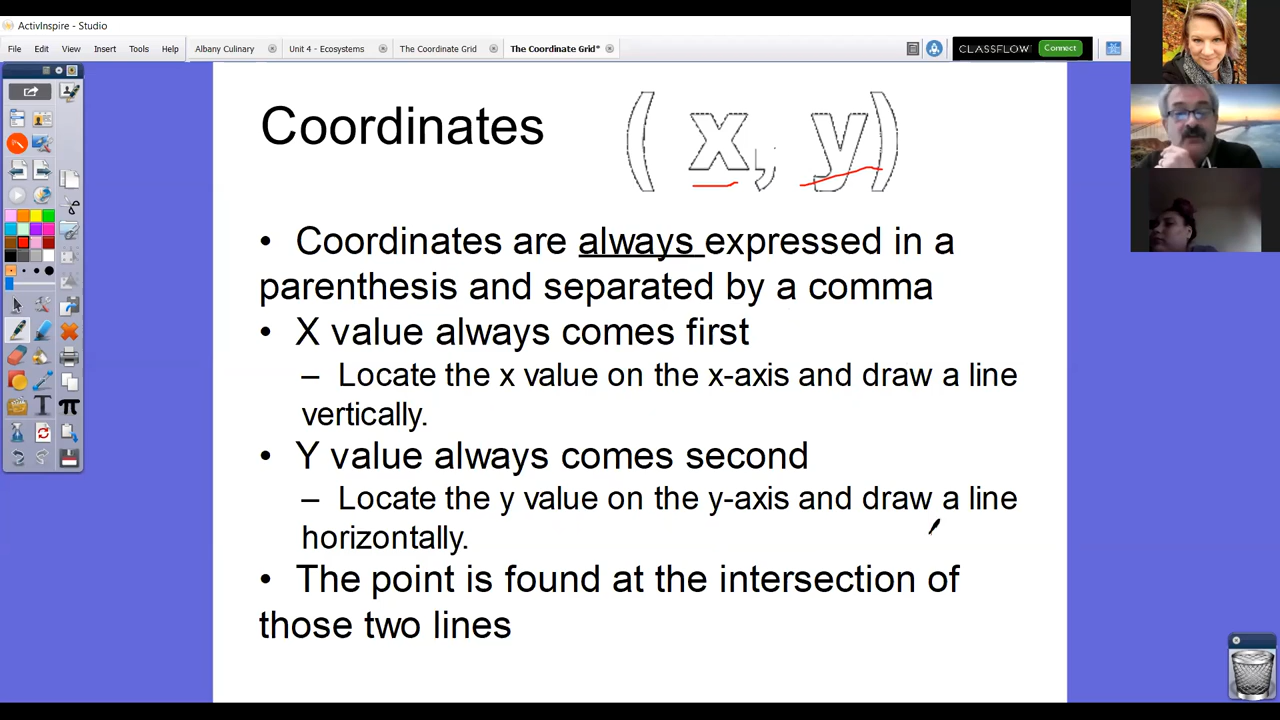 ActivInspire - Studio
File Edit View Insert Tools Help
Albany Culinary Unit 4 - Ecosystems The Coordinate Grid The Coordinate Grid*
CLASSFLOW Connect
Coordinates (x, y)
• Coordinates are always expressed in a
parenthesis and separated by a comma
• X value always comes first
– Locate the x value on the x-axis and draw a line
vertically.
• Y value always comes second
– Locate the y value on the y-axis and draw a line
horizontally.
• The point is found at the intersection of
those two lines